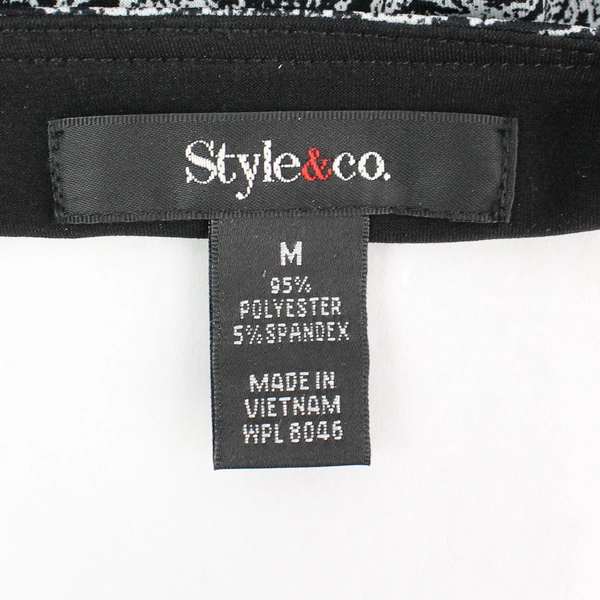 Style&co.
M
95%
POLYESTER
5% SPANDEX
MADE IN
VIETNAM
WPL 8046